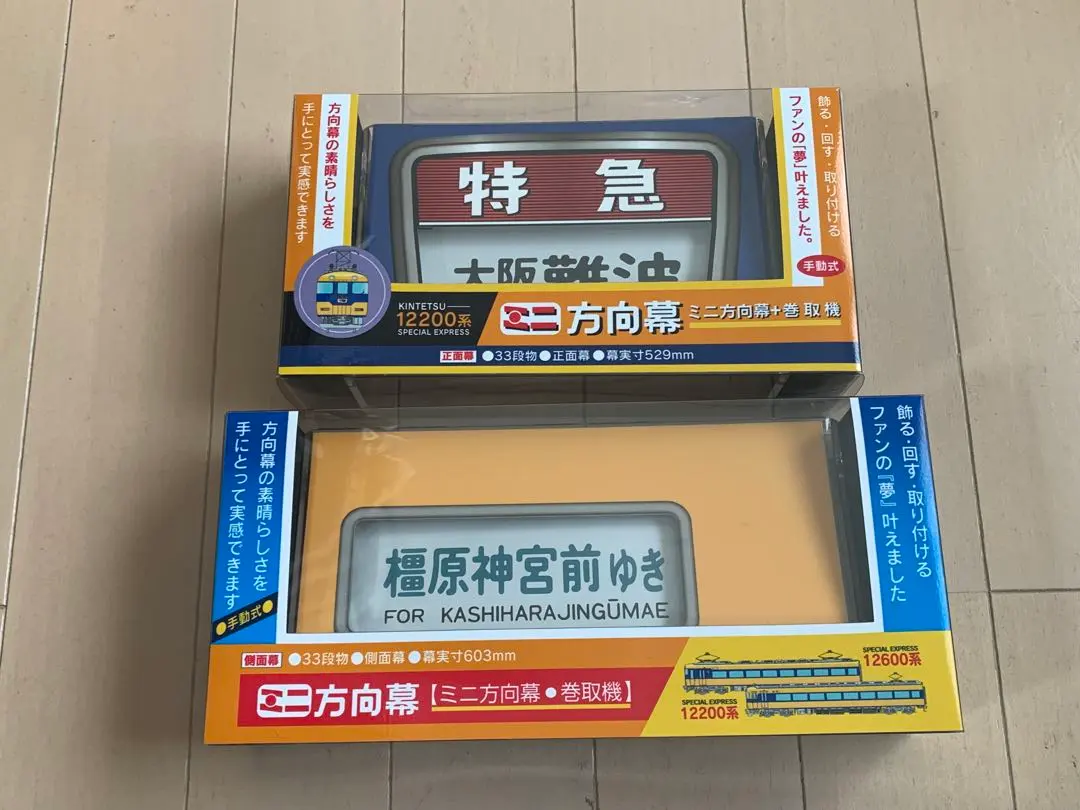 方向幕の素晴らしさを
手にとって実感できます
特急
大阪難波
飾る・回す・取り付ける
ファンの「夢」叶えました。
手動式
KINTETSU
12200系
SPECIAL EXPRESS
ミニ方向幕 ミニ方向幕+巻取機
正面幕 ●33段物●正面幕●幕実寸529mm
方向幕の素晴らしさを
手にとって実感できます
●手動式●
橿原神宮前ゆき
FOR KASHIHARAJINGŪMAE
飾る・回す・取り付ける
ファンの『夢』叶えました
側面幕 ●33段物●側面幕●幕実寸603mm
ミニ方向幕【ミニ方向幕●巻取機】
SPECIAL EXPRESS
12600系
SPECIAL EXPRESS
12200系